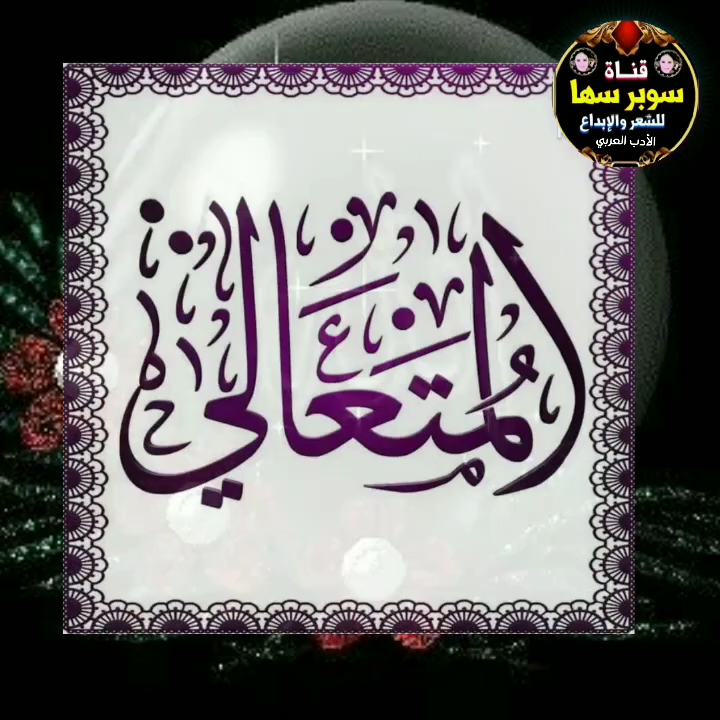 قناة
سوبر سها
للشعر والإبداع
الأدب العربي
المتعالي